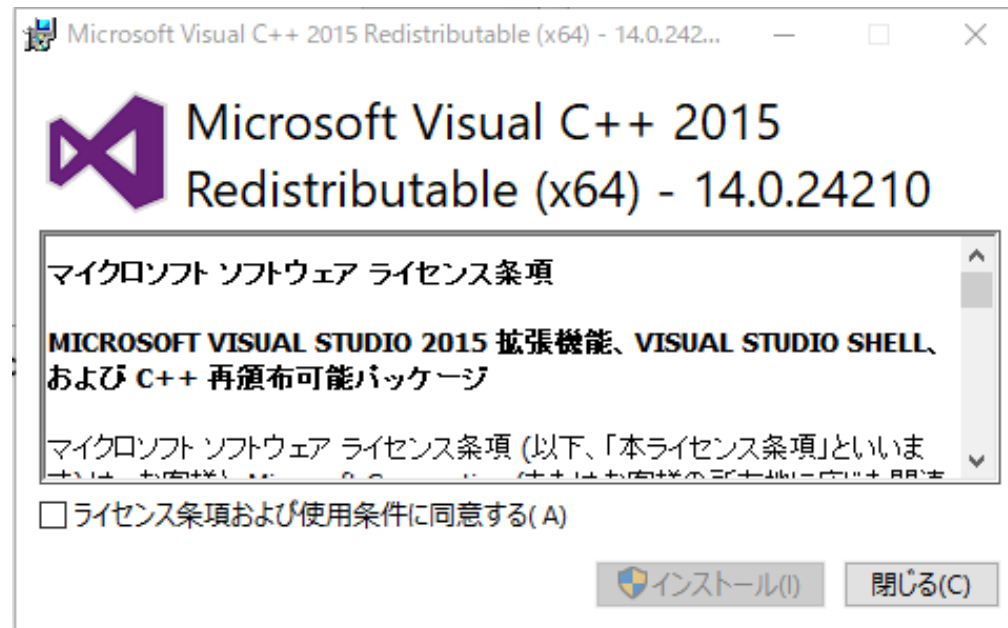 Microsoft Visual C++ 2015 Redistributable (x64) - 14.0.242...
Microsoft Visual C++ 2015
Redistributable (x64) - 14.0.24210
マイクロソフト ソフトウェア ライセンス条項
MICROSOFT VISUAL STUDIO 2015 拡張機能、VISUAL STUDIO SHELL、
および C++ 再頒布可能パッケージ
マイクロソフト ソフトウェア ライセンス条項 (以下、「本ライセンス条項」といいま
ライセンス条項および使用条件に同意する(A)
インストール(I)
閉じる(C)